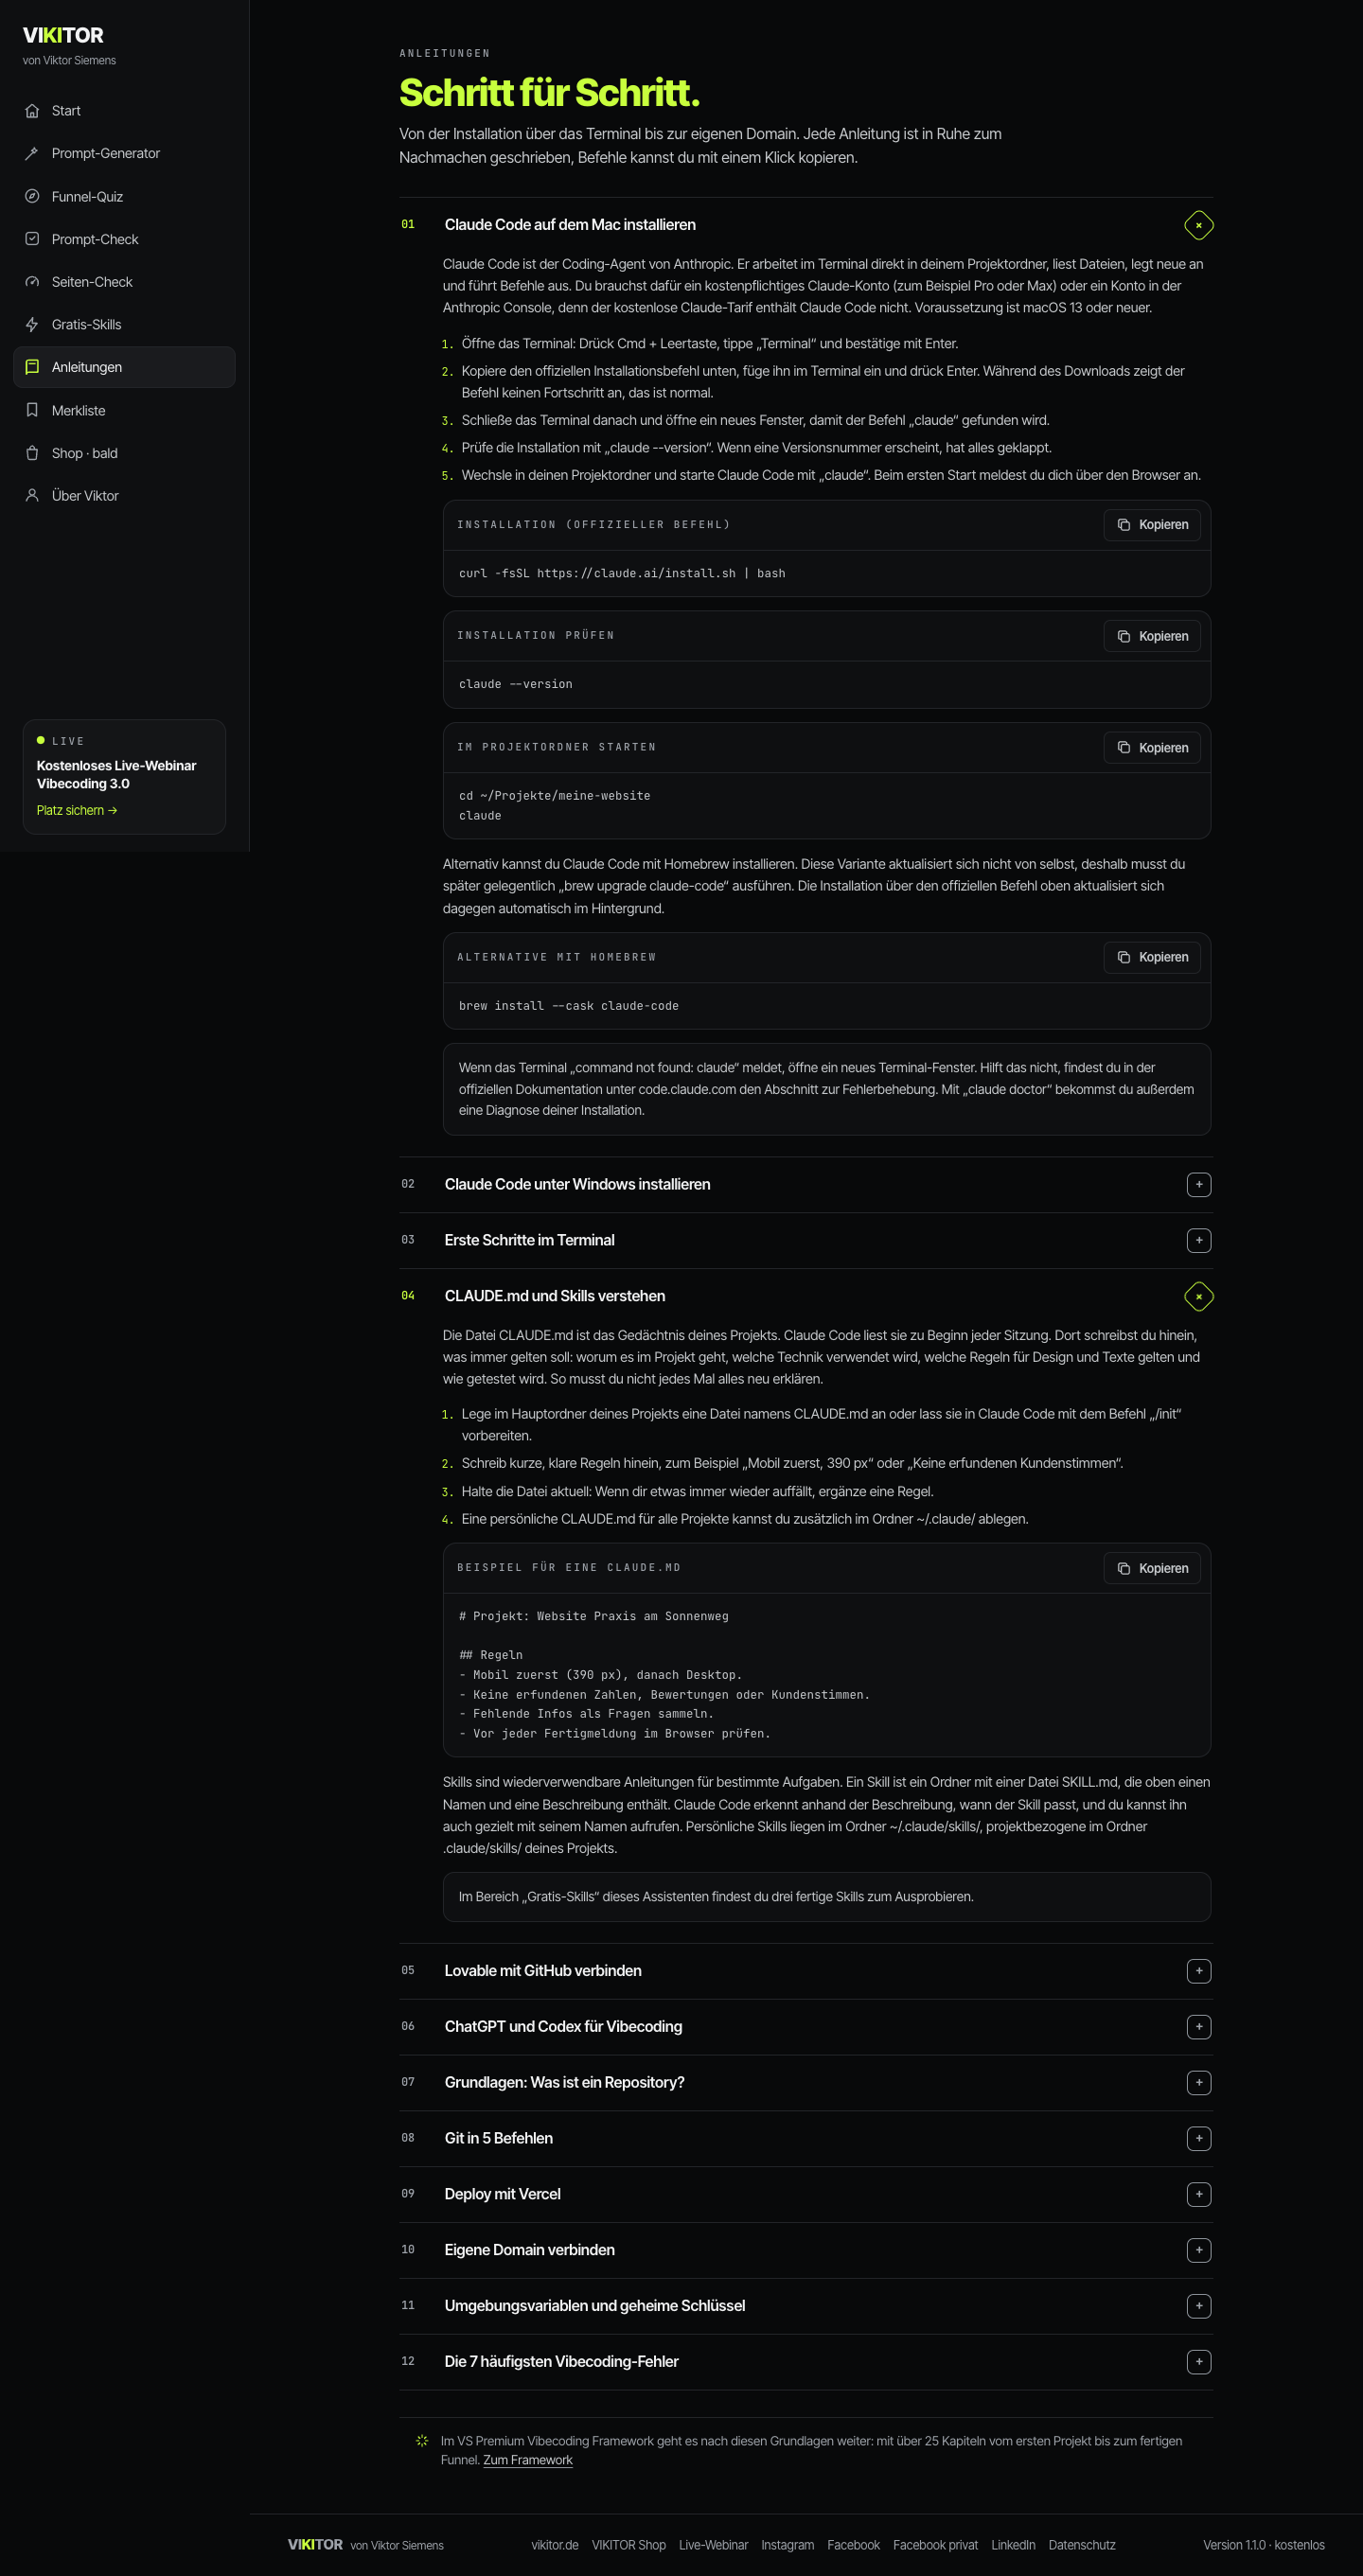 VIKITOR
von Viktor Siemens
Start
Prompt-Generator
Funnel-Quiz
Prompt-Check
Seiten-Check
Gratis-Skills
Anleitungen
Merkliste
Shop · bald
Über Viktor
LIVE
Kostenloses Live-Webinar
Vibecoding 3.0
Platz sichern →
ANLEITUNGEN
Schritt für Schritt.
Von der Installation über das Terminal bis zur eigenen Domain. Jede Anleitung ist in Ruhe zum
Nachmachen geschrieben, Befehle kannst du mit einem Klick kopieren.
01 Claude Code auf dem Mac installieren +
Claude Code ist der Coding-Agent von Anthropic. Er arbeitet im Terminal direkt in deinem Projektordner, liest Dateien, legt neue an
und führt Befehle aus. Du brauchst dafür ein kostenpflichtiges Claude-Konto (zum Beispiel Pro oder Max) oder ein Konto in der
Anthropic Console, denn der kostenlose Claude-Tarif enthält Claude Code nicht. Voraussetzung ist macOS 13 oder neuer.
1. Öffne das Terminal: Drück Cmd + Leertaste, tippe „Terminal“ und bestätige mit Enter.
2. Kopiere den offiziellen Installationsbefehl unten, füge ihn im Terminal ein und drück Enter. Während des Downloads zeigt der
Befehl keinen Fortschritt an, das ist normal.
3. Schließe das Terminal danach und öffne ein neues Fenster, damit der Befehl „claude“ gefunden wird.
4. Prüfe die Installation mit „claude --version“. Wenn eine Versionsnummer erscheint, hat alles geklappt.
5. Wechsle in deinen Projektordner und starte Claude Code mit „claude“. Beim ersten Start meldest du dich über den Browser an.
INSTALLATION (OFFIZIELLER BEFEHL) Kopieren
curl -fsSL https://claude.ai/install.sh | bash
INSTALLATION PRÜFEN Kopieren
claude --version
IM PROJEKTORDNER STARTEN Kopieren
cd ~/Projekte/meine-website
claude
Alternativ kannst du Claude Code mit Homebrew installieren. Diese Variante aktualisiert sich nicht von selbst, deshalb musst du
später gelegentlich „brew upgrade claude-code“ ausführen. Die Installation über den offiziellen Befehl oben aktualisiert sich
dagegen automatisch im Hintergrund.
ALTERNATIVE MIT HOMEBREW Kopieren
brew install --cask claude-code
Wenn das Terminal „command not found: claude“ meldet, öffne ein neues Terminal-Fenster. Hilft das nicht, findest du in der
offiziellen Dokumentation unter code.claude.com den Abschnitt zur Fehlerbehebung. Mit „claude doctor“ bekommst du außerdem
eine Diagnose deiner Installation.
02 Claude Code unter Windows installieren +
03 Erste Schritte im Terminal +
04 CLAUDE.md und Skills verstehen +
Die Datei CLAUDE.md ist das Gedächtnis deines Projekts. Claude Code liest sie zu Beginn jeder Sitzung. Dort schreibst du hinein,
was immer gelten soll: worum es im Projekt geht, welche Technik verwendet wird, welche Regeln für Design und Texte gelten und
wie getestet wird. So musst du nicht jedes Mal alles neu erklären.
1. Lege im Hauptordner deines Projekts eine Datei namens CLAUDE.md an oder lass sie in Claude Code mit dem Befehl „/init“
vorbereiten.
2. Schreib kurze, klare Regeln hinein, zum Beispiel „Mobil zuerst, 390 px“ oder „Keine erfundenen Kundenstimmen“.
3. Halte die Datei aktuell: Wenn dir etwas immer wieder auffällt, ergänze eine Regel.
4. Eine persönliche CLAUDE.md für alle Projekte kannst du zusätzlich im Ordner ~/.claude/ ablegen.
BEISPIEL FÜR EINE CLAUDE.MD Kopieren
# Projekt: Website Praxis am Sonnenweg
## Regeln
- Mobil zuerst (390 px), danach Desktop.
- Keine erfundenen Zahlen, Bewertungen oder Kundenstimmen.
- Fehlende Infos als Fragen sammeln.
- Vor jeder Fertigmeldung im Browser prüfen.
Skills sind wiederverwendbare Anleitungen für bestimmte Aufgaben. Ein Skill ist ein Ordner mit einer Datei SKILL.md, die oben einen
Namen und eine Beschreibung enthält. Claude Code erkennt anhand der Beschreibung, wann der Skill passt, und du kannst ihn
auch gezielt mit seinem Namen aufrufen. Persönliche Skills liegen im Ordner ~/.claude/skills/, projektbezogene im Ordner
.claude/skills/ deines Projekts.
Im Bereich „Gratis-Skills“ dieses Assistenten findest du drei fertige Skills zum Ausprobieren.
05 Lovable mit GitHub verbinden +
06 ChatGPT und Codex für Vibecoding +
07 Grundlagen: Was ist ein Repository? +
08 Git in 5 Befehlen +
09 Deploy mit Vercel +
10 Eigene Domain verbinden +
11 Umgebungsvariablen und geheime Schlüssel +
12 Die 7 häufigsten Vibecoding-Fehler +
Im VS Premium Vibecoding Framework geht es nach diesen Grundlagen weiter: mit über 25 Kapiteln vom ersten Projekt bis zum fertigen
Funnel. Zum Framework
VIKITOR von Viktor Siemens vikitor.de VIKITOR Shop Live-Webinar Instagram Facebook Facebook privat LinkedIn Datenschutz Version 1.1.0 · kostenlos